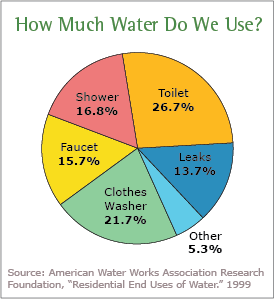 How Much Water Do We Use?
Toilet
26.7%
Shower
16.8%
Faucet
15.7%
Leaks
13.7%
Clothes
Washer
21.7%
Other
5.3%
Source: American Water Works Association Research
Foundation, “Residential End Uses of Water.” 1999